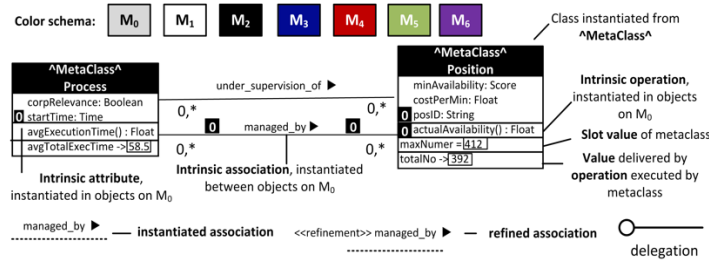 Color schema: M0 M1 M2 M3 M4 M5 M6
Class instantiated from
^MetaClass^
^MetaClass^
Process
corpRelevance: Boolean
0 startTime: Time
avgExecutionTime() : Float
avgTotalExecTime -> 58.5
under_supervision_of ▶
0,*
0,*
0 managed_by ▶ 0
0,*
0,*
^MetaClass^
Position
minAvailability: Score
costPerMin: Float
0 posID: String
0 actualAvailability() : Float
maxNumer = 412
totalNo -> 392
Intrinsic operation,
instantiated in objects
on M0
Slot value of metaclass
Value delivered by
operation executed by
metaclass
Intrinsic attribute,
instantiated in objects on M0
Intrinsic association, instantiated
between objects on M0
managed_by ▶
instantiated association
<<refinement>> managed_by ▶
refined association
delegation